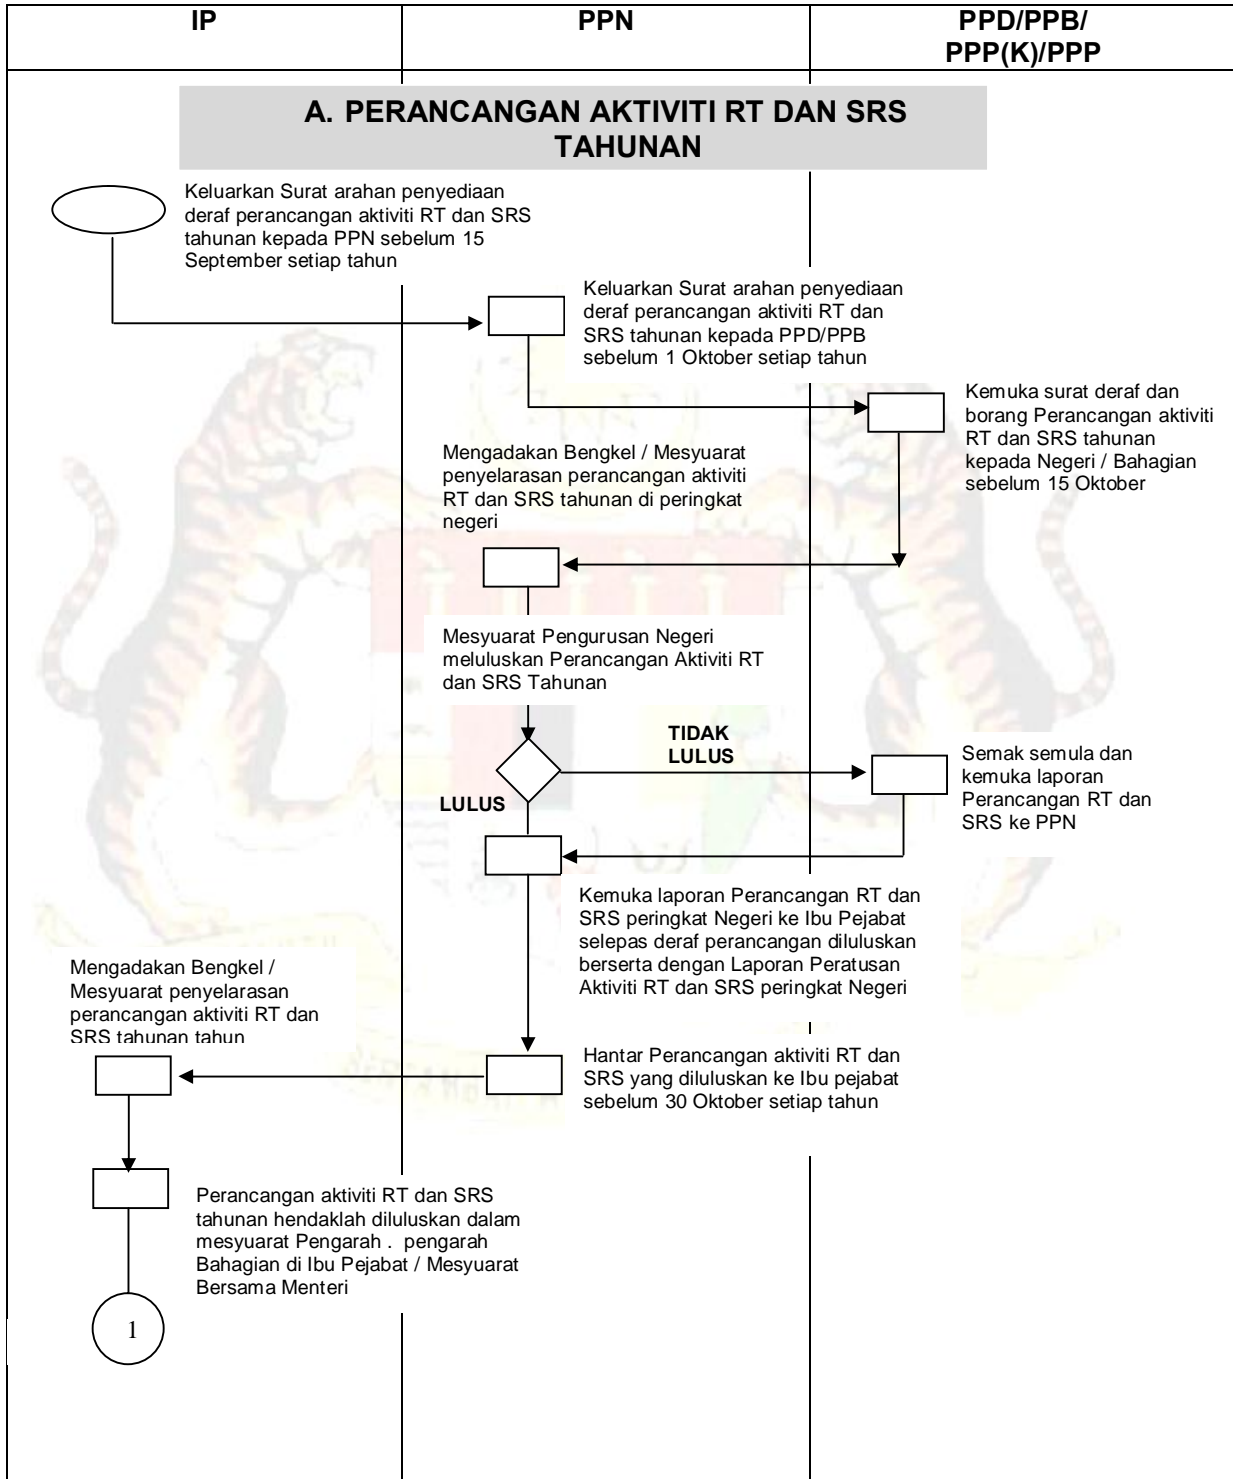 IP
PPN
PPD/PPB/
PPP(K)/PPP
A. PERANCANGAN AKTIVITI RT DAN SRS
TAHUNAN
Keluarkan Surat arahan penyediaan
deraf perancangan aktiviti RT dan SRS
tahunan kepada PPN sebelum 15
September setiap tahun
Keluarkan Surat arahan penyediaan
deraf perancangan aktiviti RT dan
SRS tahunan kepada PPD/PPB
sebelum 1 Oktober setiap tahun
Kemuka surat deraf dan
borang Perancangan aktiviti
RT dan SRS tahunan
kepada Negeri / Bahagian
sebelum 15 Oktober
Mengadakan Bengkel / Mesyuarat
penyelarasan perancangan aktiviti
RT dan SRS tahunan di peringkat
negeri
Mesyuarat Pengurusan Negeri
meluluskan Perancangan Aktiviti RT
dan SRS Tahunan
TIDAK
LULUS
LULUS
Semak semula dan
kemuka laporan
Perancangan RT dan
SRS ke PPN
Kemuka laporan Perancangan RT dan
SRS peringkat Negeri ke Ibu Pejabat
selepas deraf perancangan diluluskan
berserta dengan Laporan Peratusan
Aktiviti RT dan SRS peringkat Negeri
Mengadakan Bengkel /
Mesyuarat penyelarasan
perancangan aktiviti RT dan
SRS tahunan tahun
Hantar Perancangan aktiviti RT dan
SRS yang diluluskan ke Ibu pejabat
sebelum 30 Oktober setiap tahun
Perancangan aktiviti RT dan SRS
tahunan hendaklah diluluskan dalam
mesyuarat Pengarah . pengarah
Bahagian di Ibu Pejabat / Mesyuarat
Bersama Menteri
1